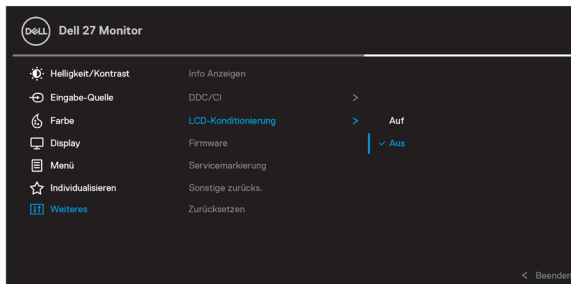 DELL Dell 27 Monitor
Helligkeit/Kontrast Info Anzeigen
Eingabe-Quelle DDC/CI >
Farbe LCD-Konditionierung > Auf
Display Firmware ✓ Aus
Menü Servicemarkierung
Individualisieren Sonstige zurücks.
Weiteres Zurücksetzen
< Beenden